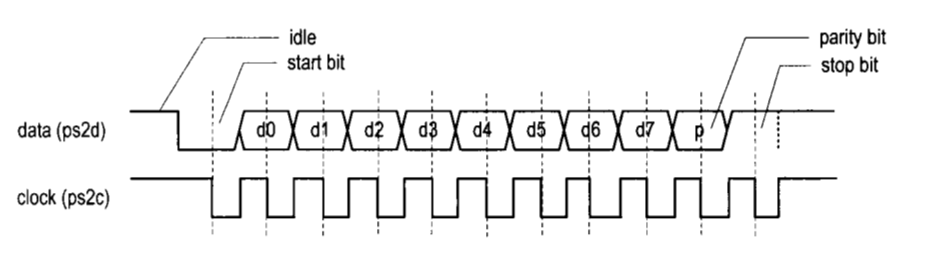 idle
start bit
parity bit
stop bit
data (ps2d)
d0 d1 d2 d3 d4 d5 d6 d7 p
clock (ps2c)